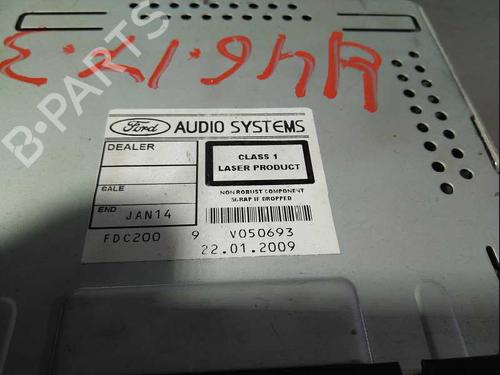 Ford AUDIO SYSTEMS
DEALER
CLASS 1
LASER PRODUCT
SALE
NON ROBUST COMPONENT
SCRAP IF DROPPED
END JAN14
FDC200 9 V050693
22.01.2009
B-PARTS